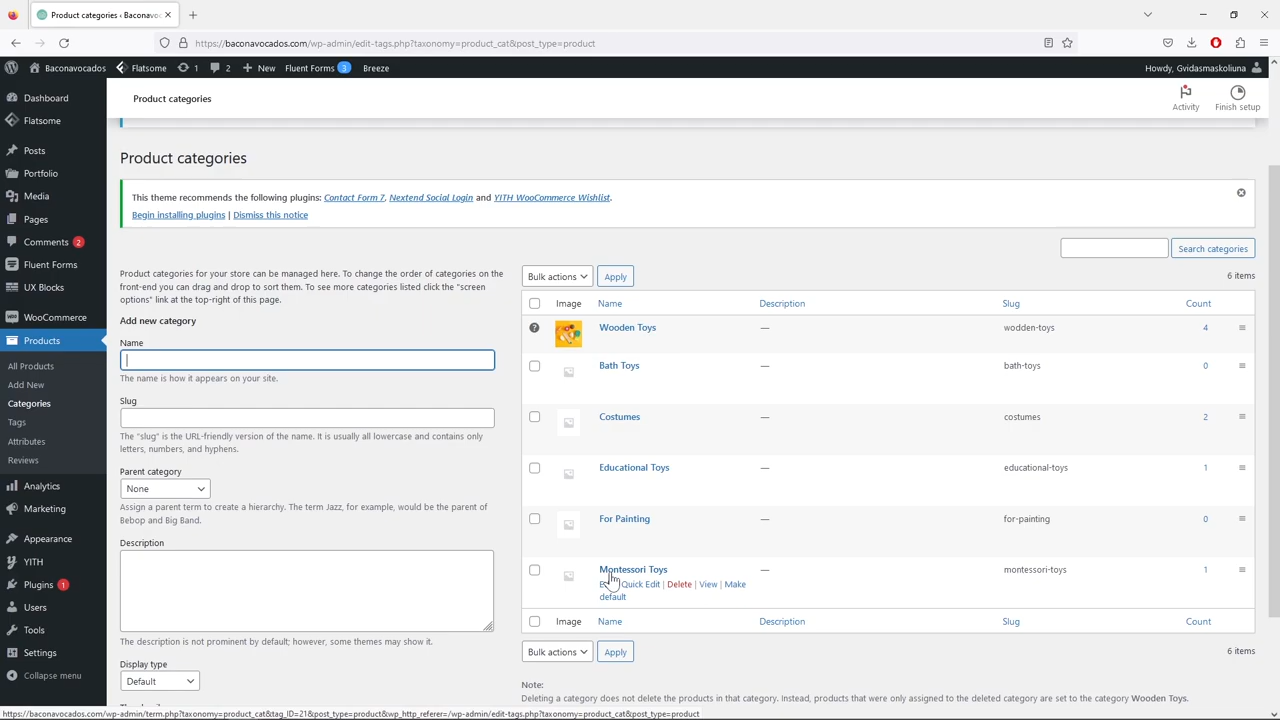 Product categories ‹ Baconavoc
https://baconavocados.com/wp-admin/edit-tags.php?taxonomy=product_cat&post_type=product
Baconavocados Flatsome 1 2 New Fluent Forms 3 Breeze Howdy, Gvidasmaskoliuna
Dashboard
Flatsome
Posts
Portfolio
Media
Pages
Comments 2
Fluent Forms
UX Blocks
WooCommerce
Products
All Products
Add New
Categories
Tags
Attributes
Reviews
Analytics
Marketing
Appearance
YITH
Plugins 1
Users
Tools
Settings
Collapse menu
Product categories
Activity
Finish setup
Product categories
This theme recommends the following plugins: Contact Form 7, Nextend Social Login and YITH WooCommerce Wishlist.
Begin installing plugins | Dismiss this notice
Search categories
Product categories for your store can be managed here. To change the order of categories on the
front-end you can drag and drop to sort them. To see more categories listed click the "screen
options" link at the top-right of this page.
Add new category
Name
The name is how it appears on your site.
Slug
The "slug" is the URL-friendly version of the name. It is usually all lowercase and contains only
letters, numbers, and hyphens.
Parent category
None
Assign a parent term to create a hierarchy. The term Jazz, for example, would be the parent of
Bebop and Big Band.
Description
The description is not prominent by default; however, some themes may show it.
Display type
Default
Bulk actions Apply 6 items
Image Name Description Slug Count
Wooden Toys — wodden-toys 4
Bath Toys — bath-toys 0
Costumes — costumes 2
Educational Toys — educational-toys 1
For Painting — for-painting 0
Montessori Toys — montessori-toys 1
Quick Edit | Delete | View | Make
default
Image Name Description Slug Count
Bulk actions Apply 6 items
Note:
Deleting a category does not delete the products in that category. Instead, products that were only assigned to the deleted category are set to the category Wooden Toys.
https://baconavocados.com/wp-admin/term.php?taxonomy=product_cat&tag_ID=21&post_type=product&wp_http_referer=/wp-admin/edit-tags.php?taxonomy=product_cat&post_type=product